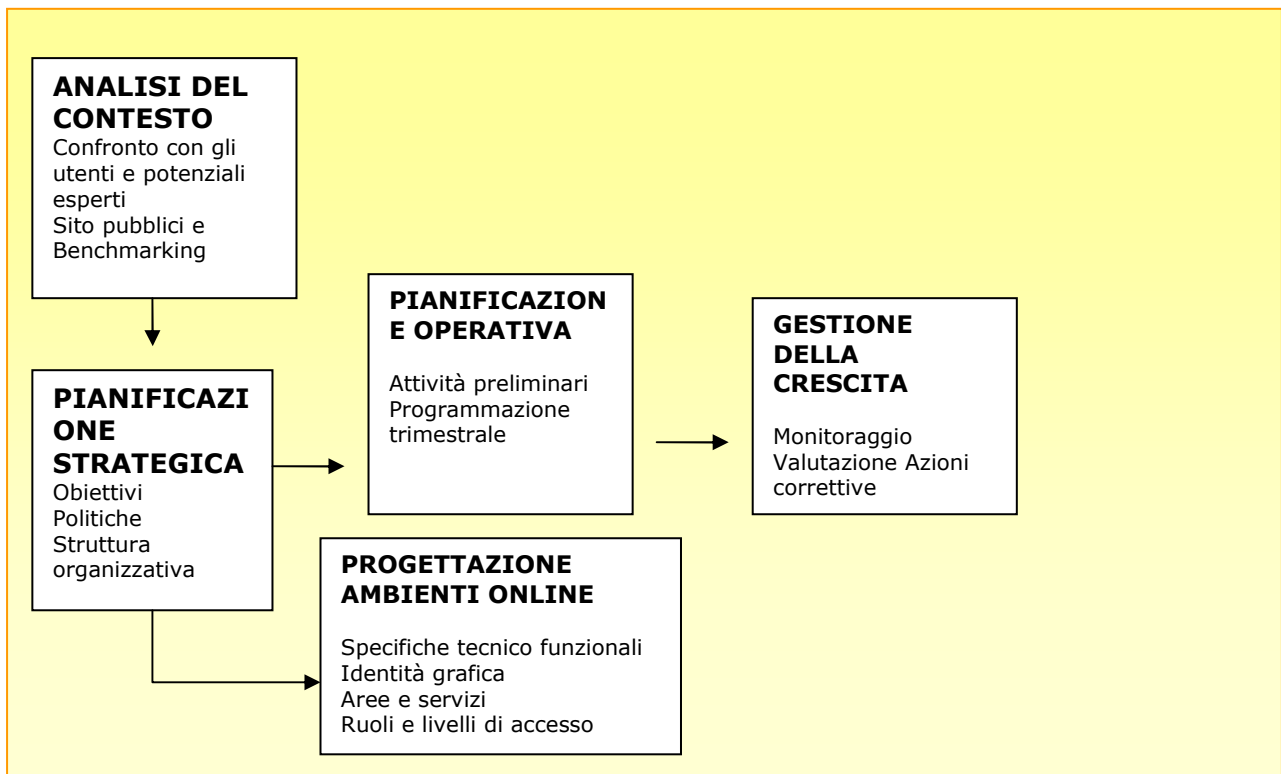 ANALISI DEL
CONTESTO
Confronto con gli
utenti e potenziali
esperti
Sito pubblici e
Benchmarking
PIANIFICAZI
ONE
STRATEGICA
Obiettivi
Politiche
Struttura
organizzativa
PIANIFICAZION
E OPERATIVA
Attività preliminari
Programmazione
trimestrale
GESTIONE
DELLA
CRESCITA
Monitoraggio
Valutazione Azioni
correttive
PROGETTAZIONE
AMBIENTI ONLINE
Specifiche tecnico funzionali
Identità grafica
Aree e servizi
Ruoli e livelli di accesso